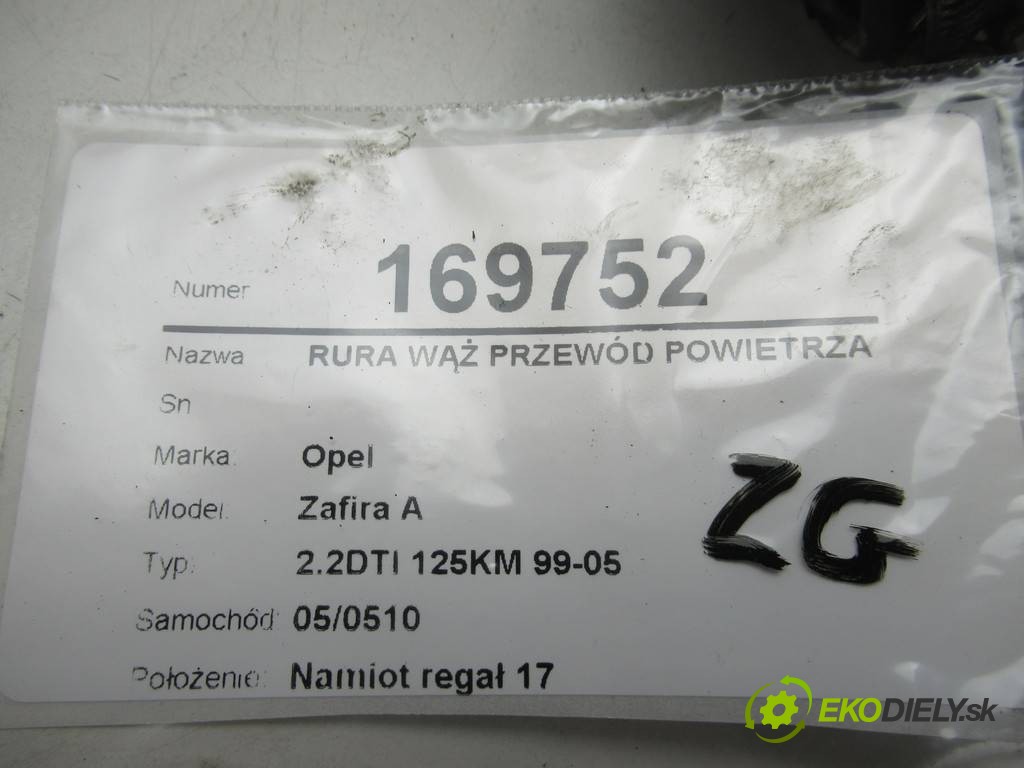 Numer 169752
Nazwa RURA WĄŻ PRZEWÓD POWIETRZA
Sn
Marka: Opel
Model: Zafira A
Typ: 2.2DTI 125KM 99-05
Samochód: 05/0510
Położenie: Namiot regał 17
ZG
EKODIELY.sk